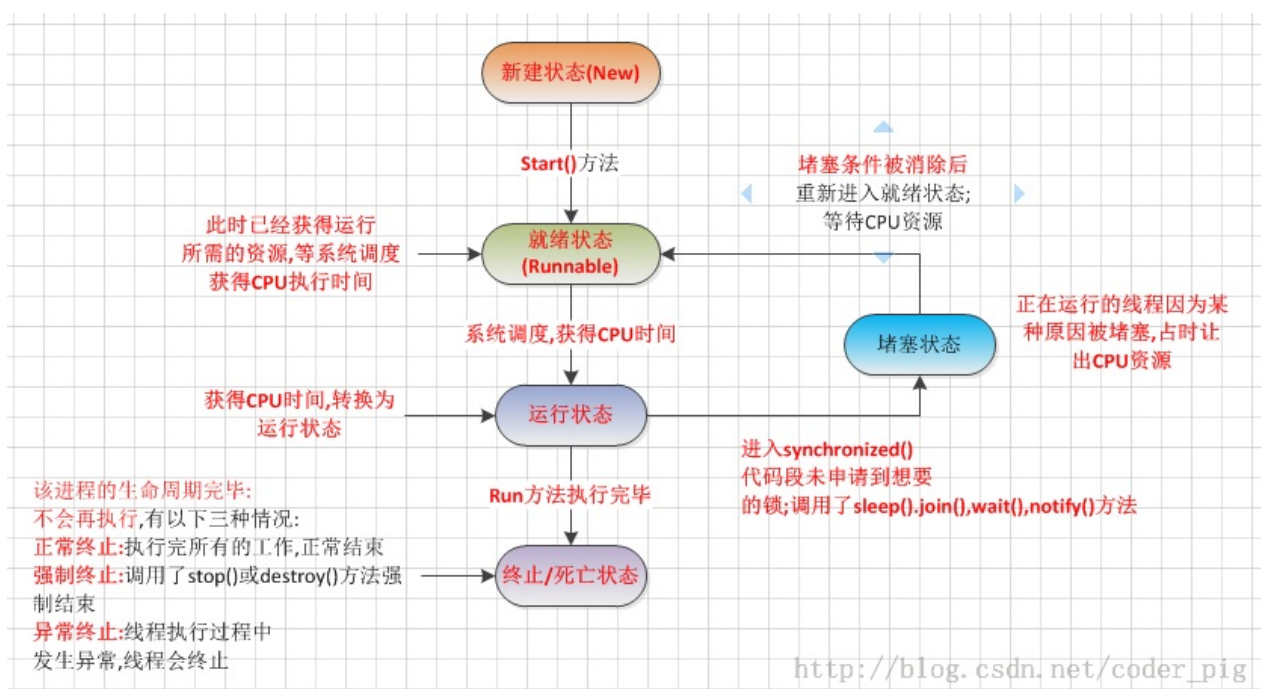 新建状态(New)
Start()方法
堵塞条件被消除后
重新进入就绪状态;
等待CPU资源
此时已经获得运行
所需的资源,等系统调度
获得CPU执行时间
就绪状态
(Runnable)
正在运行的线程因为某
种原因被堵塞,占时让
出CPU资源
堵塞状态
系统调度,获得CPU时间
获得CPU时间,转换为
运行状态
运行状态
进入synchronized()
代码段未申请到想要
的锁;调用了sleep().join(),wait(),notify()方法
Run方法执行完毕
该进程的生命周期完毕:
不会再执行,有以下三种情况:
正常终止:执行完所有的工作,正常结束
强制终止:调用了stop()或destroy()方法强
制结束
异常终止:线程执行过程中
发生异常,线程会终止
终止/死亡状态
http://blog.csdn.net/coder_pig